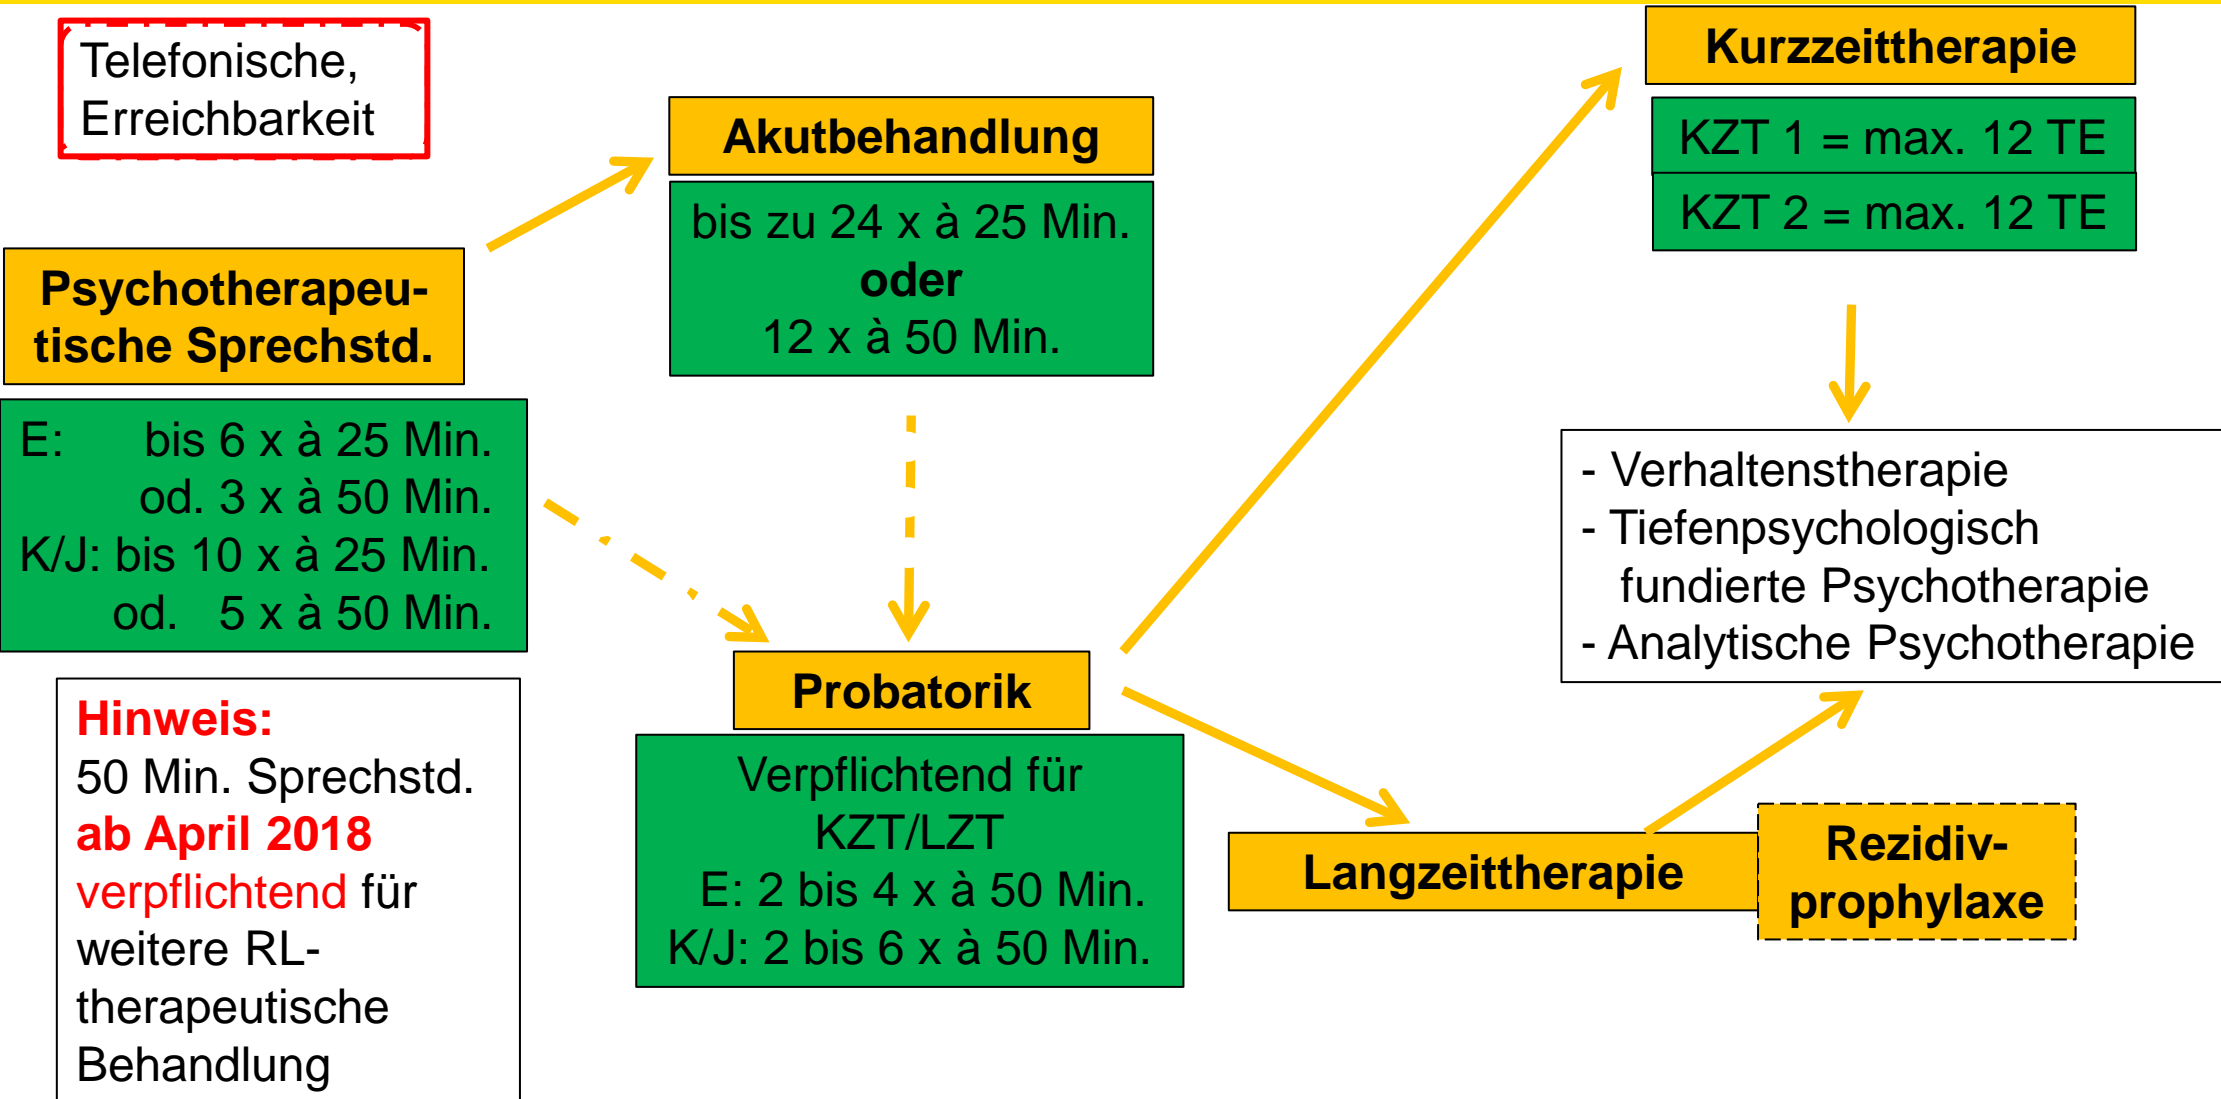 Telefonische,
Erreichbarkeit
Psychotherapeu-
tische Sprechstd.
E: bis 6 x à 25 Min.
od. 3 x à 50 Min.
K/J: bis 10 x à 25 Min.
od. 5 x à 50 Min.
Hinweis:
50 Min. Sprechstd.
ab April 2018
verpflichtend für
weitere RL-
therapeutische
Behandlung
Akutbehandlung
bis zu 24 x à 25 Min.
oder
12 x à 50 Min.
Probatorik
Verpflichtend für
KZT/LZT
E: 2 bis 4 x à 50 Min.
K/J: 2 bis 6 x à 50 Min.
Kurzzeittherapie
KZT 1 = max. 12 TE
KZT 2 = max. 12 TE
- Verhaltenstherapie
- Tiefenpsychologisch
fundierte Psychotherapie
- Analytische Psychotherapie
Langzeittherapie
Rezidiv-
prophylaxe